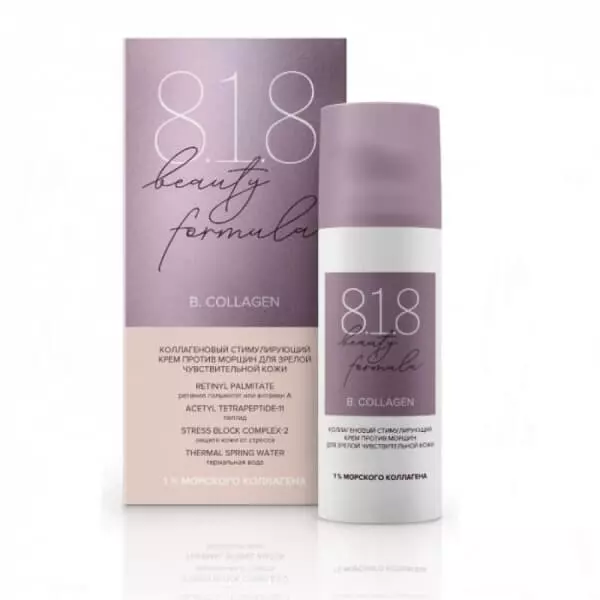 8.1.8
beauty
formula
B. COLLAGEN
КОЛЛАГЕНОВЫЙ СТИМУЛИРУЮЩИЙ
КРЕМ ПРОТИВ МОРЩИН ДЛЯ ЗРЕЛОЙ
ЧУВСТВИТЕЛЬНОЙ КОЖИ
RETINYL PALMITATE
ретинил пальмитат или витамин А
ACETYL TETRAPEPTIDE-11
пептид
STRESS BLOCK COMPLEX-2
защита кожи от стресса
THERMAL SPRING WATER
термальная вода
1% МОРСКОГО КОЛЛАГЕНА
8.1.8
beauty
formula
B. COLLAGEN
КОЛЛАГЕНОВЫЙ СТИМУЛИРУЮЩИЙ
КРЕМ ПРОТИВ МОРЩИН
ДЛЯ ЗРЕЛОЙ ЧУВСТВИТЕЛЬНОЙ КОЖИ
1% МОРСКОГО КОЛЛАГЕНА